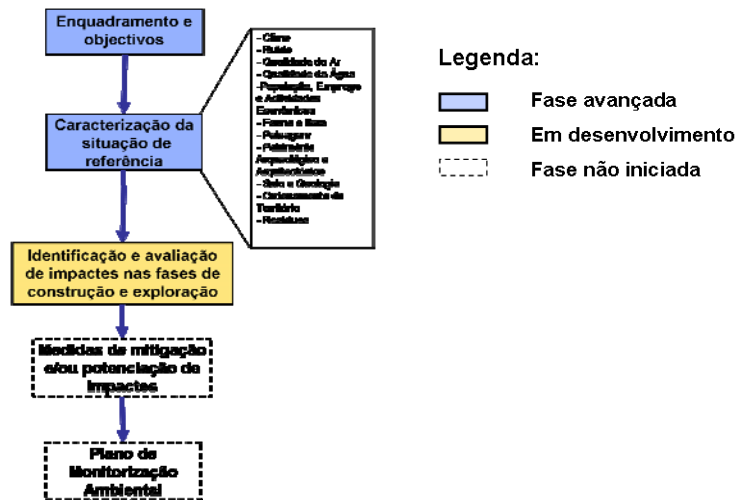 Enquadramento e
objectivos
Caracterização da
situação de
referência
- Clima
- Ruído
- Qualidade do Ar
- Qualidade da Água
- População, Emprego
e Actividades
Económicas
- Fauna e flora
- Paisagem
- Património
Arqueológico e
Arquitectónico
- Solo e Geologia
- Ordenamento do
Território
- Resíduos
Identificação e avaliação
de impactes nas fases de
construção e exploração
Medidas de mitigação
e/ou potenciação de
impactes
Plano de
Monitorização
Ambiental
Legenda:
Fase avançada
Em desenvolvimento
Fase não iniciada